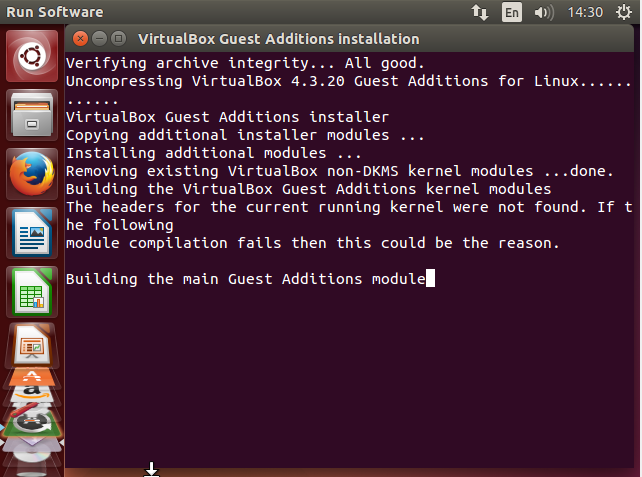 Run Software
En
14:30
VirtualBox Guest Additions installation
Verifying archive integrity... All good.
Uncompressing VirtualBox 4.3.20 Guest Additions for Linux......
............
VirtualBox Guest Additions installer
Copying additional installer modules ...
Installing additional modules ...
Removing existing VirtualBox non-DKMS kernel modules ...done.
Building the VirtualBox Guest Additions kernel modules
The headers for the current running kernel were not found. If t
he following
module compilation fails then this could be the reason.
Building the main Guest Additions module